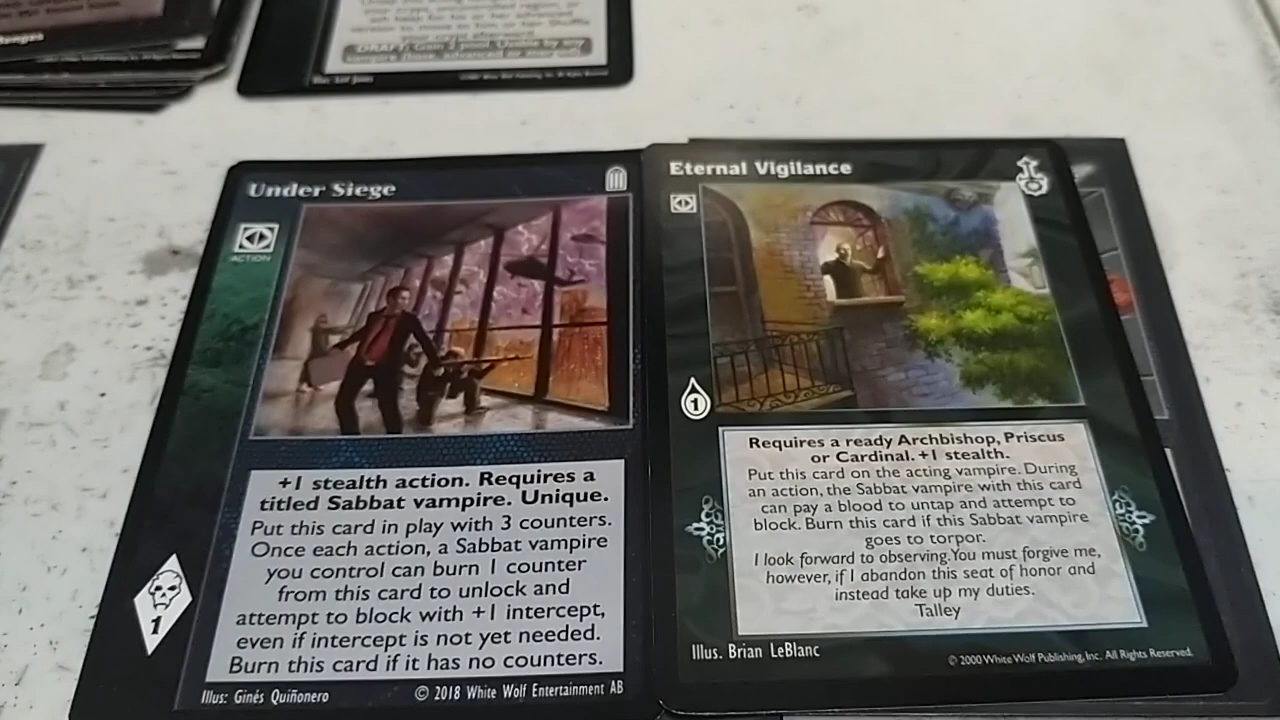 DRAFT: Gain 2 pool. Usable by any
Under Siege
ACTION
+1 stealth action. Requires a
titled Sabbat vampire. Unique.
Put this card in play with 3 counters.
Once each action, a Sabbat vampire
you control can burn 1 counter
from this card to unlock and
attempt to block with +1 intercept,
even if intercept is not yet needed.
Burn this card if it has no counters.
1
Illus: Ginés Quiñonero
© 2018 White Wolf Entertainment AB
Eternal Vigilance
1
Requires a ready Archbishop, Priscus
or Cardinal. +1 stealth.
Put this card on the acting vampire. During
an action, the Sabbat vampire with this card
can pay a blood to untap and attempt to
block. Burn this card if this Sabbat vampire
goes to torpor.
I look forward to observing.You must forgive me,
however, if I abandon this seat of honor and
instead take up my duties.
Talley
Illus. Brian LeBlanc
© 2000 White Wolf Publishing, Inc. All Rights Reserved.